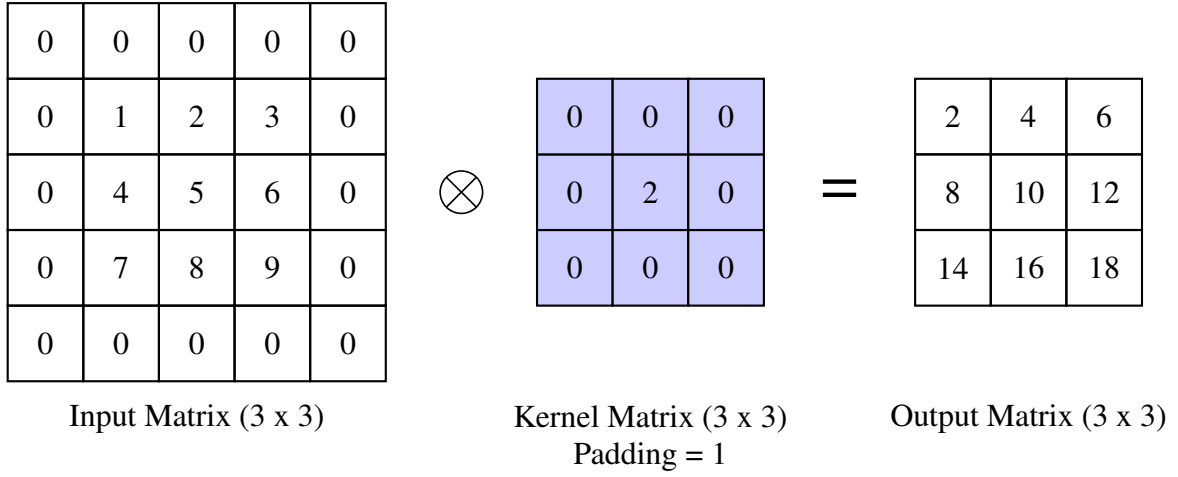 0 0 0 0 0
0 1 2 3 0
0 4 5 6 0
0 7 8 9 0
0 0 0 0 0
Input Matrix (3 x 3)
⊗
0 0 0
0 2 0
0 0 0
Kernel Matrix (3 x 3)
Padding = 1
=
2 4 6
8 10 12
14 16 18
Output Matrix (3 x 3)